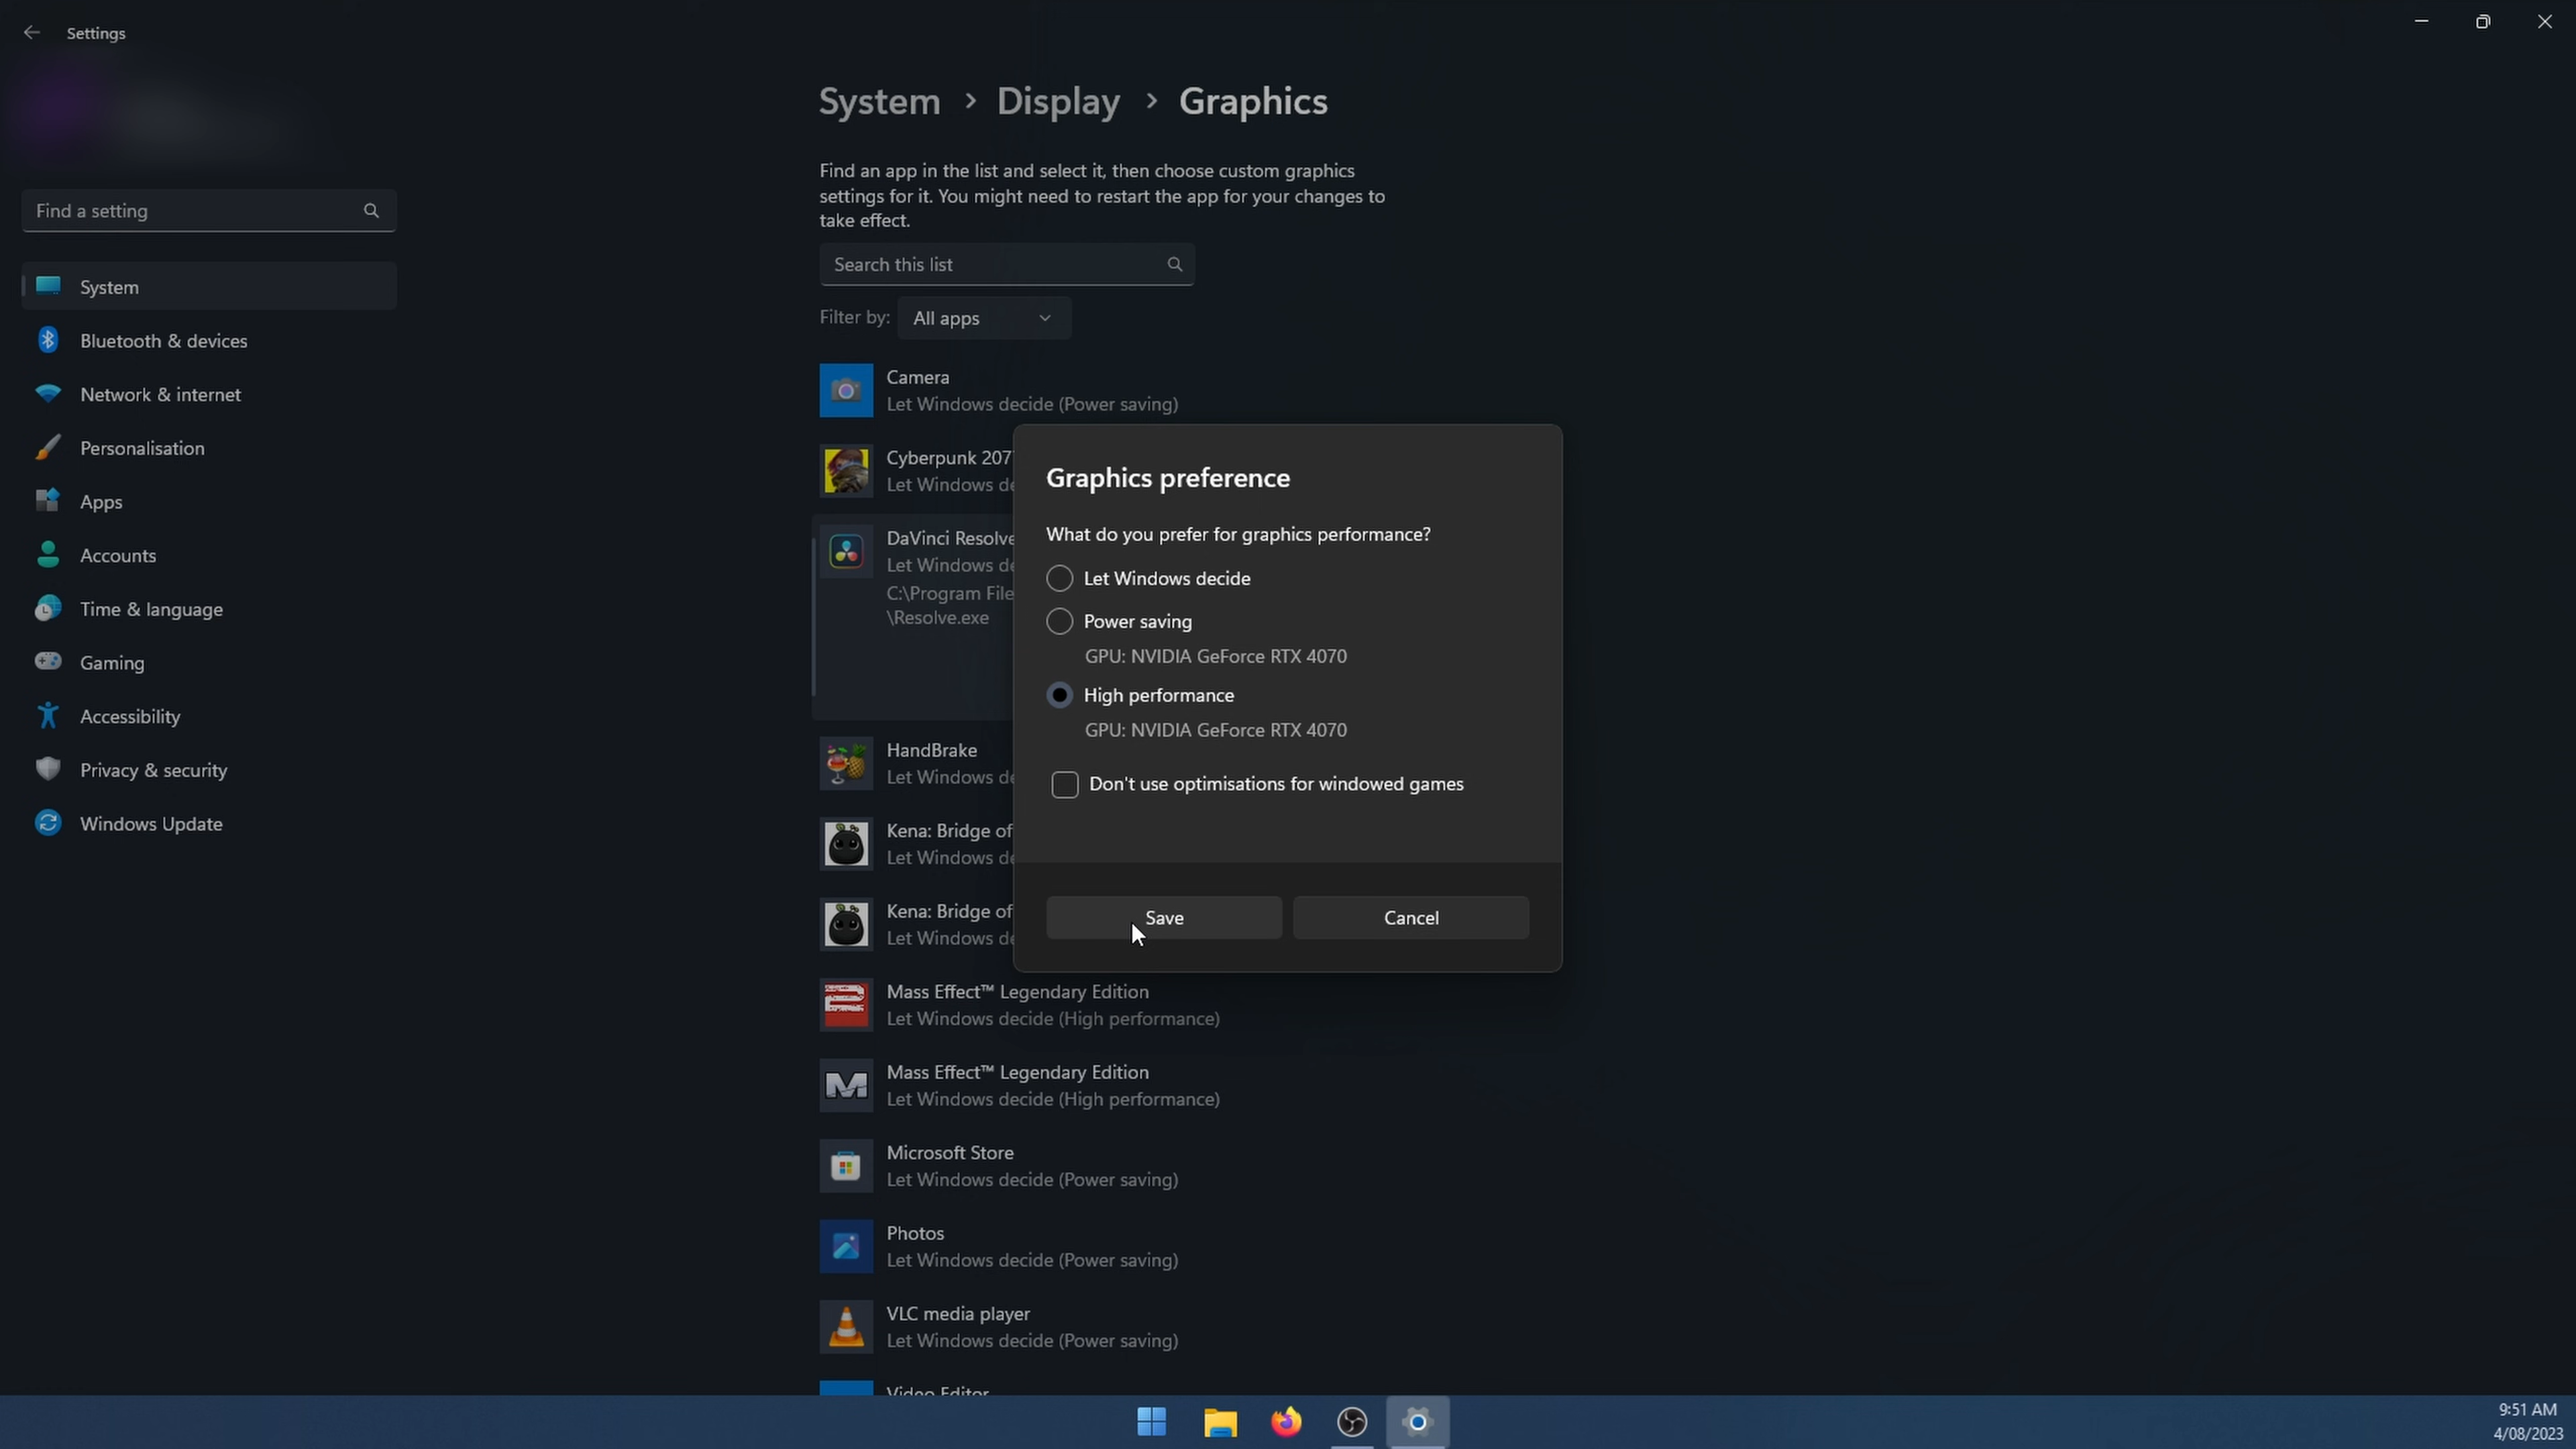 Settings
Find a setting
System
Bluetooth & devices
Network & internet
Personalisation
Apps
Accounts
Time & language
Gaming
Accessibility
Privacy & security
Windows Update
System > Display > Graphics
Find an app in the list and select it, then choose custom graphics
settings for it. You might need to restart the app for your changes to
take effect.
Search this list
Filter by: All apps
Camera
Let Windows decide (Power saving)
Cyberpunk 207
Let Windows de
DaVinci Resolve
Let Windows de
C:\Program File
\Resolve.exe
HandBrake
Let Windows de
Kena: Bridge of
Let Windows de
Kena: Bridge of
Let Windows de
Mass Effect™ Legendary Edition
Let Windows decide (High performance)
Mass Effect™ Legendary Edition
Let Windows decide (High performance)
Microsoft Store
Let Windows decide (Power saving)
Photos
Let Windows decide (Power saving)
VLC media player
Let Windows decide (Power saving)
Video Editor
Graphics preference
What do you prefer for graphics performance?
Let Windows decide
Power saving
GPU: NVIDIA GeForce RTX 4070
High performance
GPU: NVIDIA GeForce RTX 4070
Don't use optimisations for windowed games
Save
Cancel
9:51 AM
4/08/2023